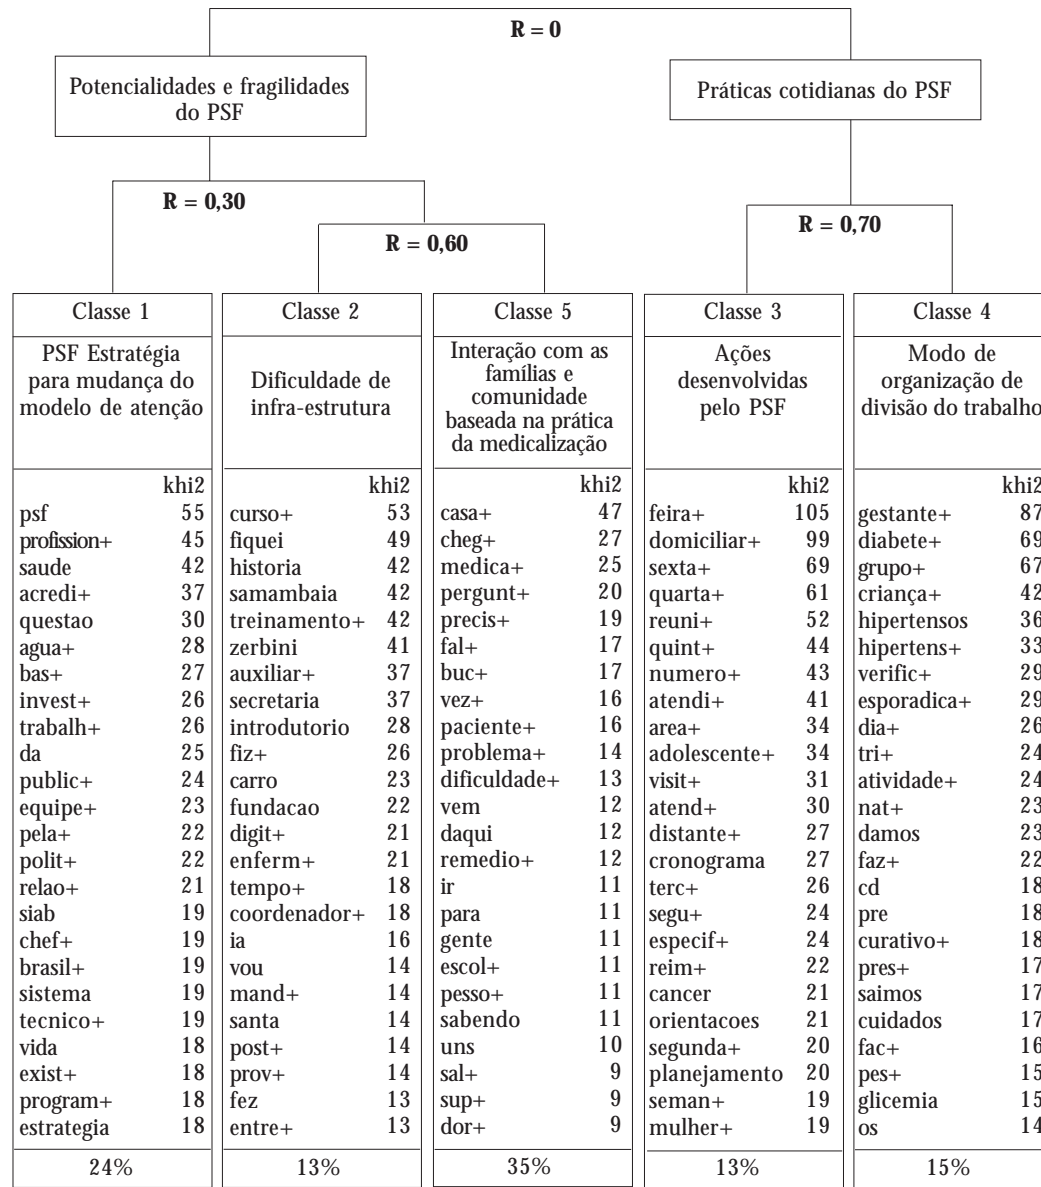 R = 0
Potencialidades e fragilidades
do PSF
Práticas cotidianas do PSF
R = 0,30
R = 0,60
R = 0,70
Classe 1
PSF Estratégia
para mudança do
modelo de atenção
khi2
psf 55
profission+ 45
saude 42
acredi+ 37
questao 30
agua+ 28
bas+ 27
invest+ 26
trabalh+ 26
da 25
public+ 24
equipe+ 23
pela+ 22
polit+ 22
relao+ 21
siab 19
chef+ 19
brasil+ 19
sistema 19
tecnico+ 19
vida 18
exist+ 18
program+ 18
estrategia 18
24%
Classe 2
Dificuldade de
infra-estrutura
khi2
curso+ 53
fiquei 49
historia 42
samambaia 42
treinamento+ 42
zerbini 41
auxiliar+ 37
secretaria 37
introdutorio 28
fiz+ 26
carro 23
fundacao 22
digit+ 21
enferm+ 21
tempo+ 18
coordenador+ 18
ia 16
vou 14
mand+ 14
santa 14
post+ 14
prov+ 14
fez 13
entre+ 13
13%
Classe 5
Interação com as
famílias e
comunidade
baseada na prática
da medicalização
khi2
casa+ 47
cheg+ 27
medica+ 25
pergunt+ 20
precis+ 19
fal+ 17
buc+ 17
vez+ 16
paciente+ 16
problema+ 14
dificuldade+ 13
vem 12
daqui 12
remedio+ 12
ir 11
para 11
gente 11
escol+ 11
pesso+ 11
sabendo 11
uns 10
sal+ 9
sup+ 9
dor+ 9
35%
Classe 3
Ações
desenvolvidas
pelo PSF
khi2
feira+ 105
domiciliar+ 99
sexta+ 69
quarta+ 61
reuni+ 52
quint+ 44
numero+ 43
atendi+ 41
area+ 34
adolescente+ 34
visit+ 31
atend+ 30
distante+ 27
cronograma 27
terc+ 26
segu+ 24
especif+ 24
reim+ 22
cancer 21
orientacoes 21
segunda+ 20
planejamento 20
seman+ 19
mulher+ 19
13%
Classe 4
Modo de
organização de
divisão do trabalho
khi2
gestante+ 87
diabete+ 69
grupo+ 67
criança+ 42
hipertensos 36
hipertens+ 33
verific+ 29
esporadica+ 29
dia+ 26
tri+ 24
atividade+ 24
nat+ 23
damos 23
faz+ 22
cd 18
pre 18
curativo+ 18
pres+ 17
saimos 17
cuidados 17
fac+ 16
pes+ 15
glicemia 15
os 14
15%